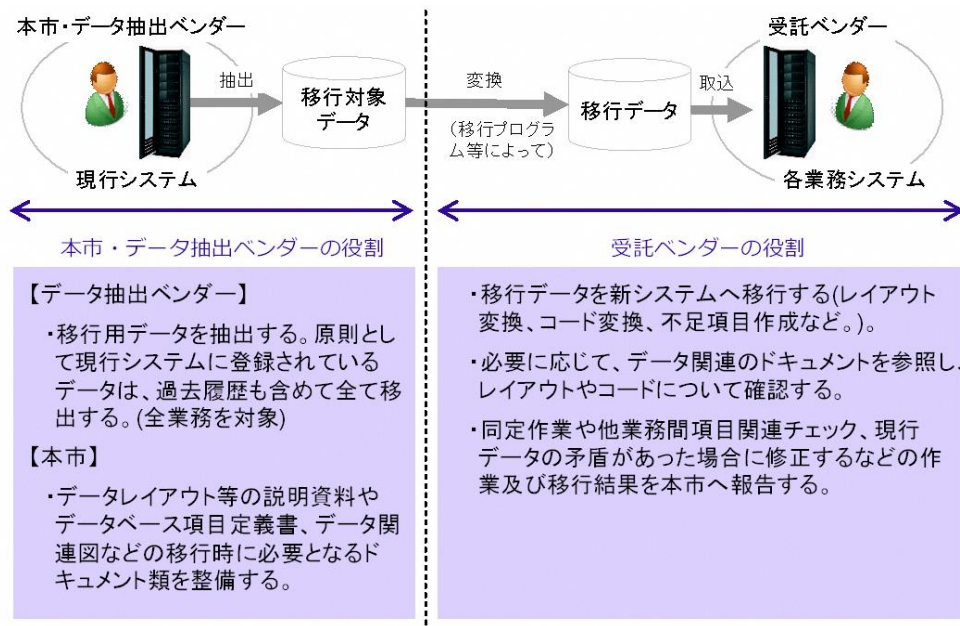 本市・データ抽出ベンダー
抽出
移行対象
データ
現行システム
変換
(移行プログラ
ム等によって)
移行データ
取込
受託ベンダー
各業務システム
本市・データ抽出ベンダーの役割
【データ抽出ベンダー】
・移行用データを抽出する。原則とし
て現行システムに登録されている
データは、過去履歴も含めて全て移
出する。(全業務を対象)
【本市】
・データレイアウト等の説明資料や
データベース項目定義書、データ関
連図などの移行時に必要となるド
キュメント類を整備する。
受託ベンダーの役割
・移行データを新システムへ移行する(レイアウト
変換、コード変換、不足項目作成など。)。
・必要に応じて、データ関連のドキュメントを参照し、
レイアウトやコードについて確認する。
・同定作業や他業務間項目関連チェック、現行
データの矛盾があった場合に修正するなどの作
業及び移行結果を本市へ報告する。